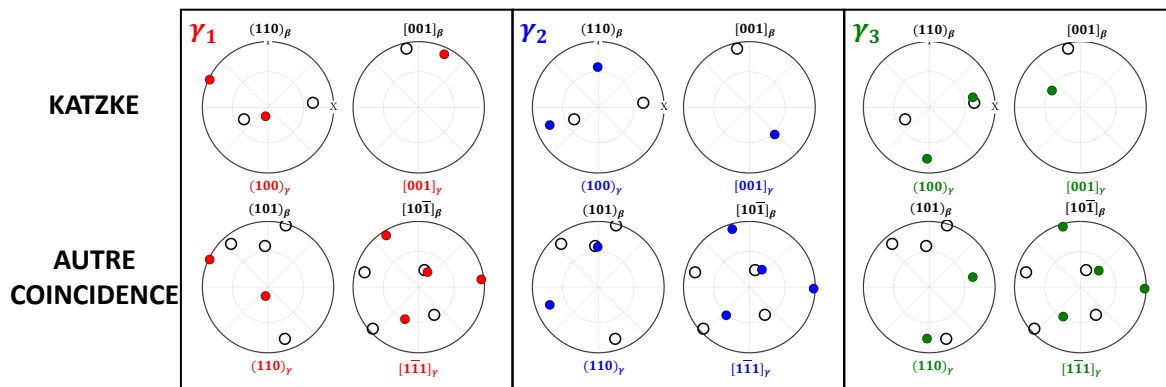 γ₁ (110)β [001]β γ₂ (110)β [001]β γ₃ (110)β [001]β
KATZKE
X X X
(100)γ [001]γ (100)γ [001]γ (100)γ [001]γ
(101)β [101̅]β (101)β [101̅]β (101)β [101̅]β
AUTRE
COINCIDENCE
(110)γ [11̅1]γ (110)γ [11̅1]γ (110)γ [11̅1]γ